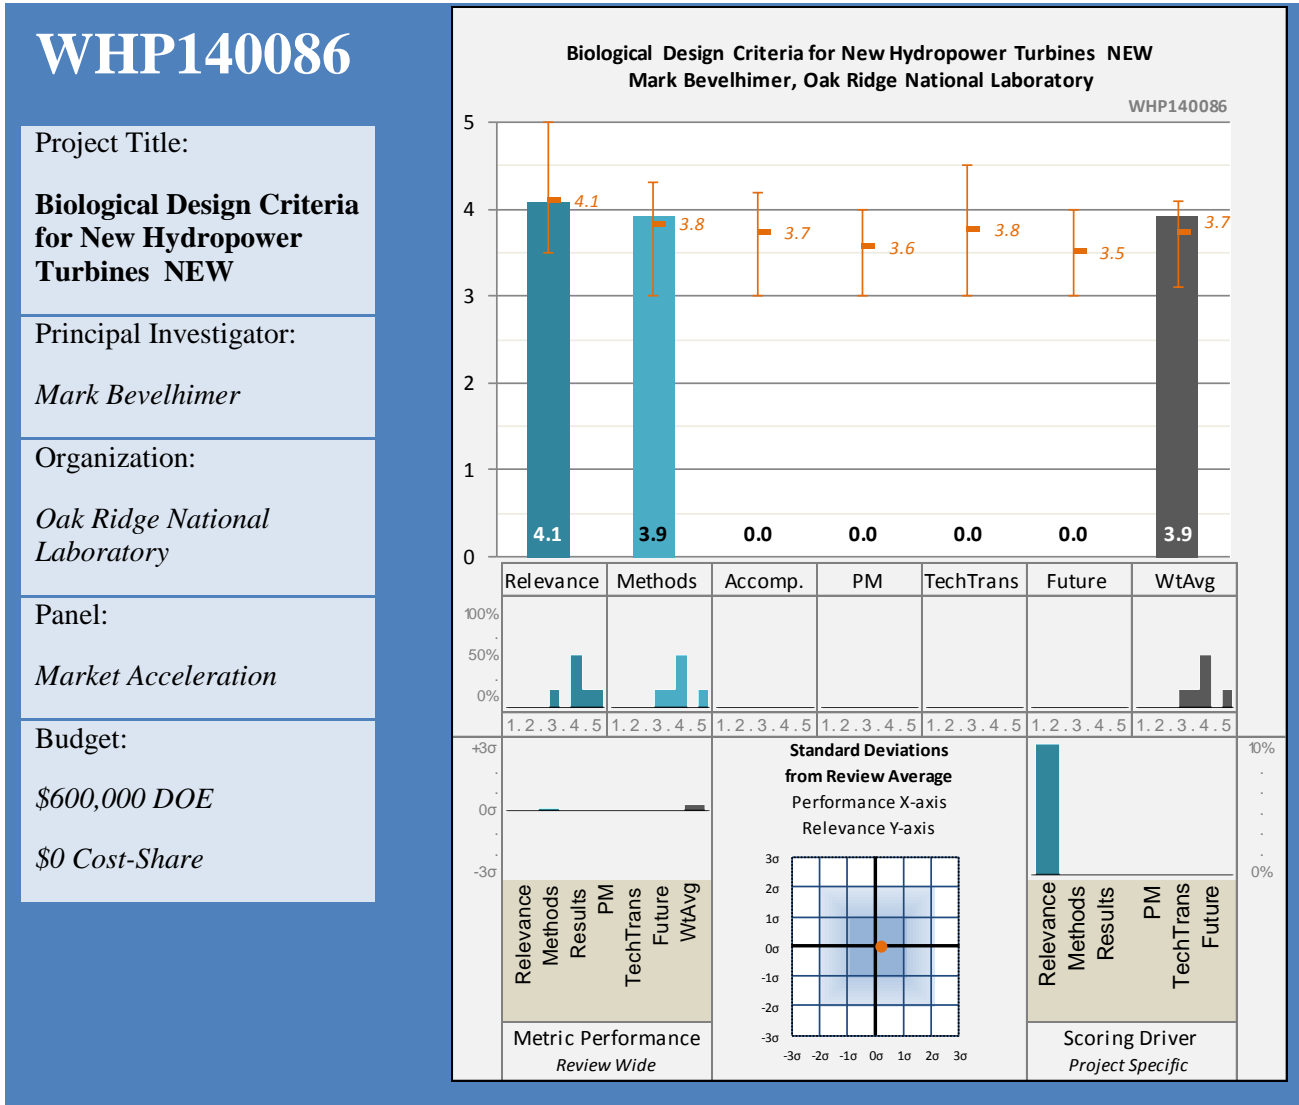 WHP140086
Project Title:
Biological Design Criteria
for New Hydropower
Turbines  NEW
Principal Investigator:
Mark Bevelhimer
Organization:
Oak Ridge National
Laboratory
Panel:
Market Acceleration
Budget:
$600,000 DOE
$0 Cost-Share
Biological Design Criteria for New Hydropower Turbines NEW
Mark Bevelhimer, Oak Ridge National Laboratory
WHP140086
5
4
3
2
1
0
4.1
3.8
3.7
3.6
3.8
3.5
3.7
4.1
3.9
0.0
0.0
0.0
0.0
3.9
Relevance Methods Accomp. PM TechTrans Future WtAvg
100%
.
50%
.
0%
1.2.3.4.5 1.2.3.4.5 1.2.3.4.5 1.2.3.4.5 1.2.3.4.5 1.2.3.4.5 1.2.3.4.5
+3σ
.
.
0σ
.
.
-3σ
Relevance
Methods
Results
PM
TechTrans
Future
WtAvg
Metric Performance
Review Wide
Standard Deviations
from Review Average
Performance X-axis
Relevance Y-axis
3σ
2σ
1σ
0σ
-1σ
-2σ
-3σ
-3σ -2σ -1σ 0σ 1σ 2σ 3σ
10%
.
.
.
.
0%
Relevance
Methods
Results
PM
TechTrans
Future
Scoring Driver
Project Specific